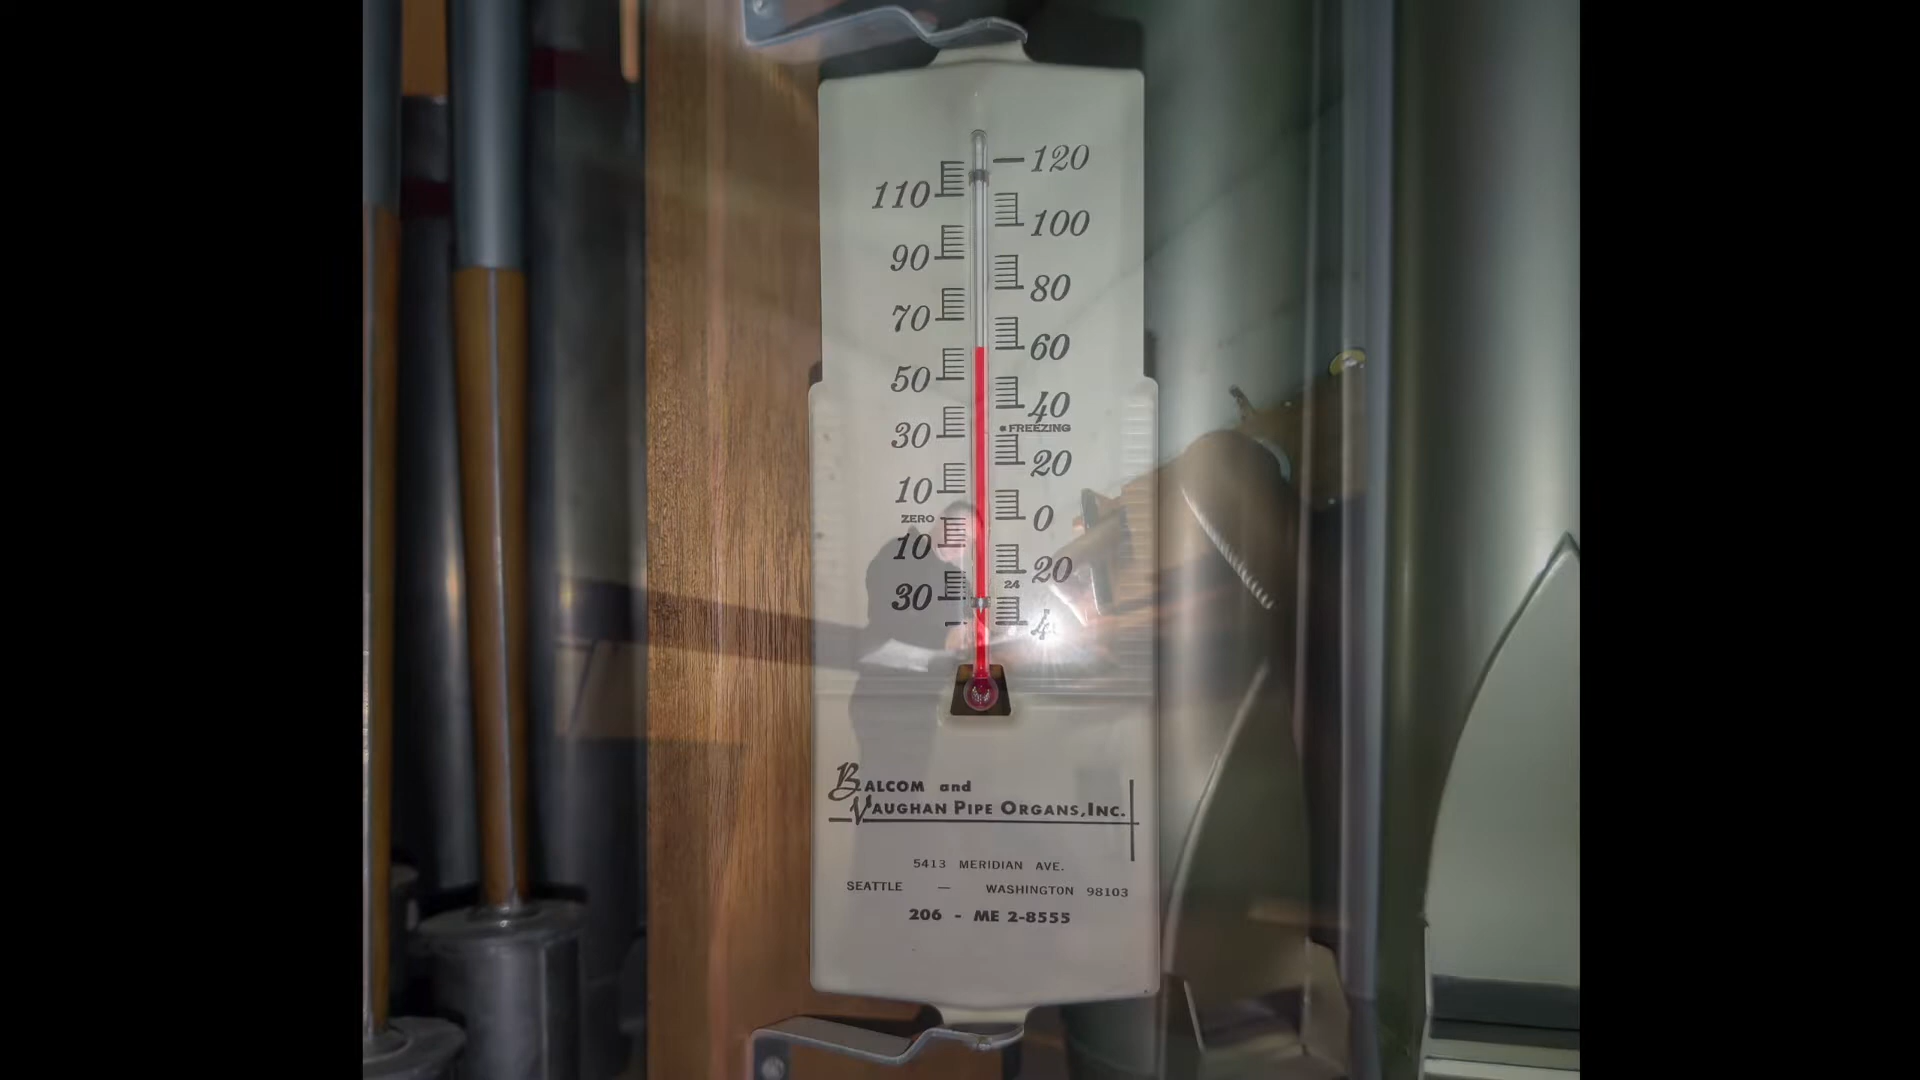 120
110
100
90
80
70
60
50
40
FREEZING
30
20
10
ZERO
0
10
20
24
30
BALCOM and
VAUGHAN PIPE ORGANS, INC.
5413 MERIDIAN AVE.
SEATTLE — WASHINGTON 98103
206 - ME 2-8555